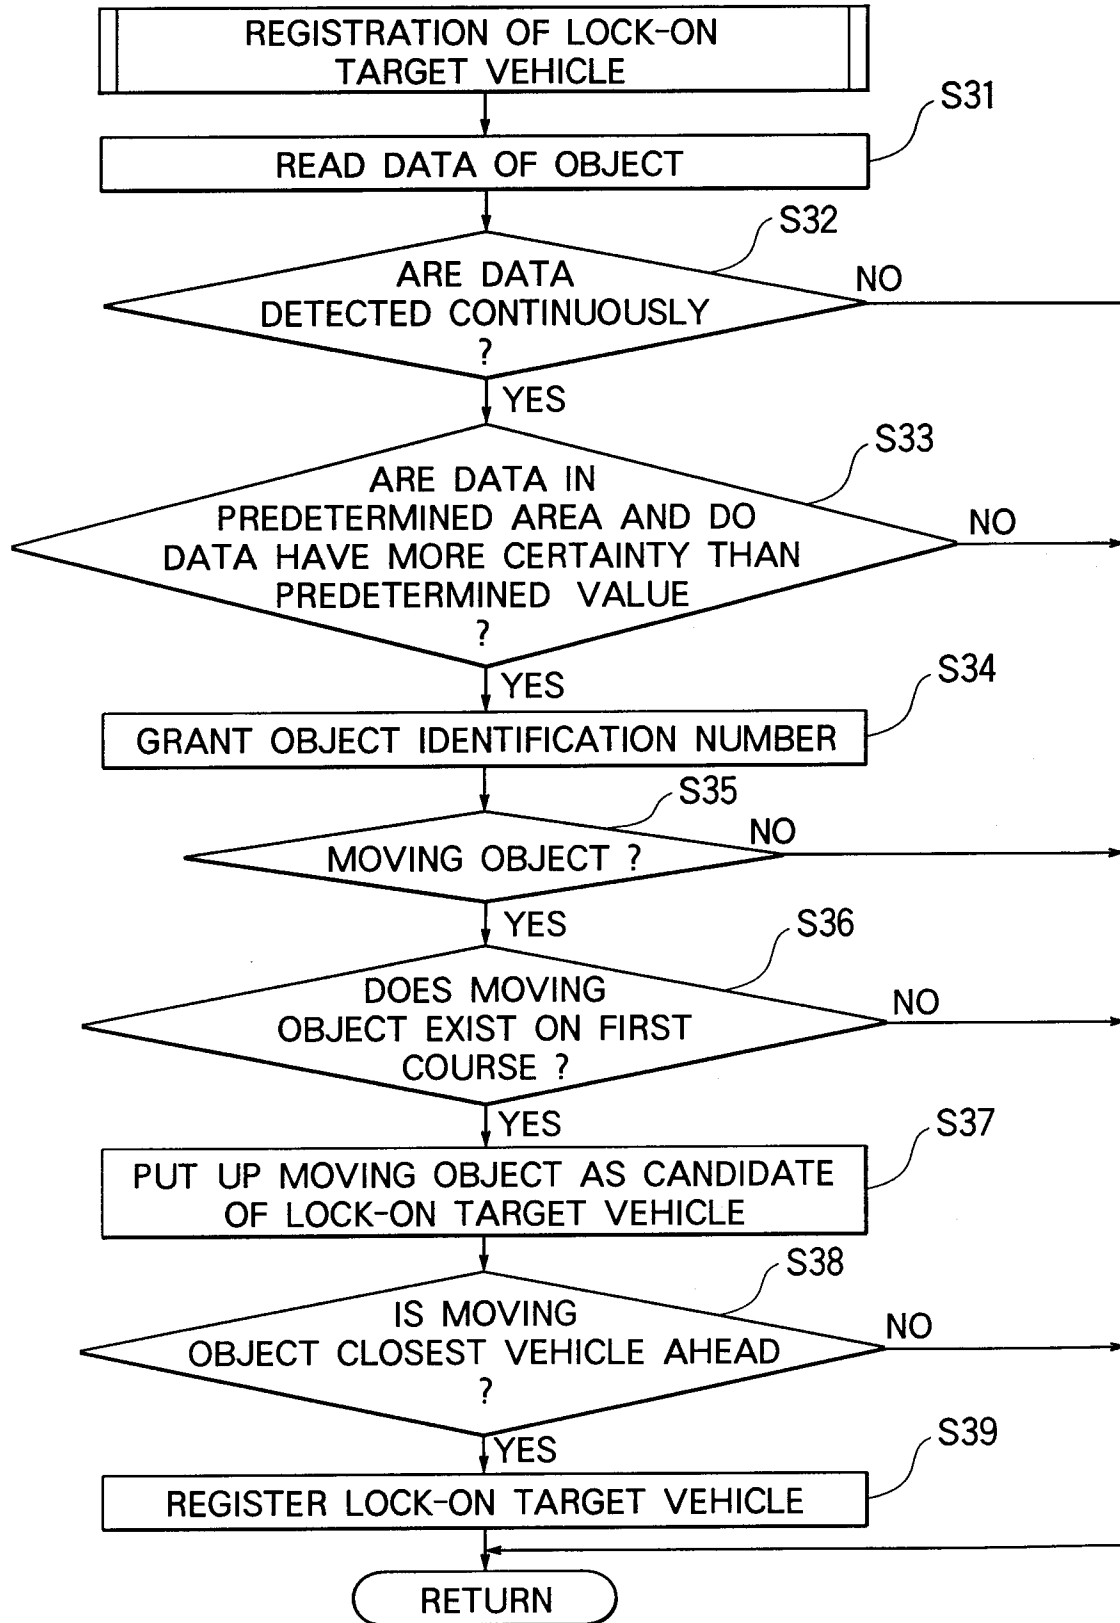 REGISTRATION OF LOCK-ON
TARGET VEHICLE
S31
READ DATA OF OBJECT
S32
ARE DATA
DETECTED CONTINUOUSLY
?
NO
YES
S33
ARE DATA IN
PREDETERMINED AREA AND DO
DATA HAVE MORE CERTAINTY THAN
PREDETERMINED VALUE
?
NO
YES
S34
GRANT OBJECT IDENTIFICATION NUMBER
S35
MOVING OBJECT ?
NO
YES
S36
DOES MOVING
OBJECT EXIST ON FIRST
COURSE ?
NO
YES
S37
PUT UP MOVING OBJECT AS CANDIDATE
OF LOCK-ON TARGET VEHICLE
S38
IS MOVING
OBJECT CLOSEST VEHICLE AHEAD
?
NO
YES
S39
REGISTER LOCK-ON TARGET VEHICLE
RETURN